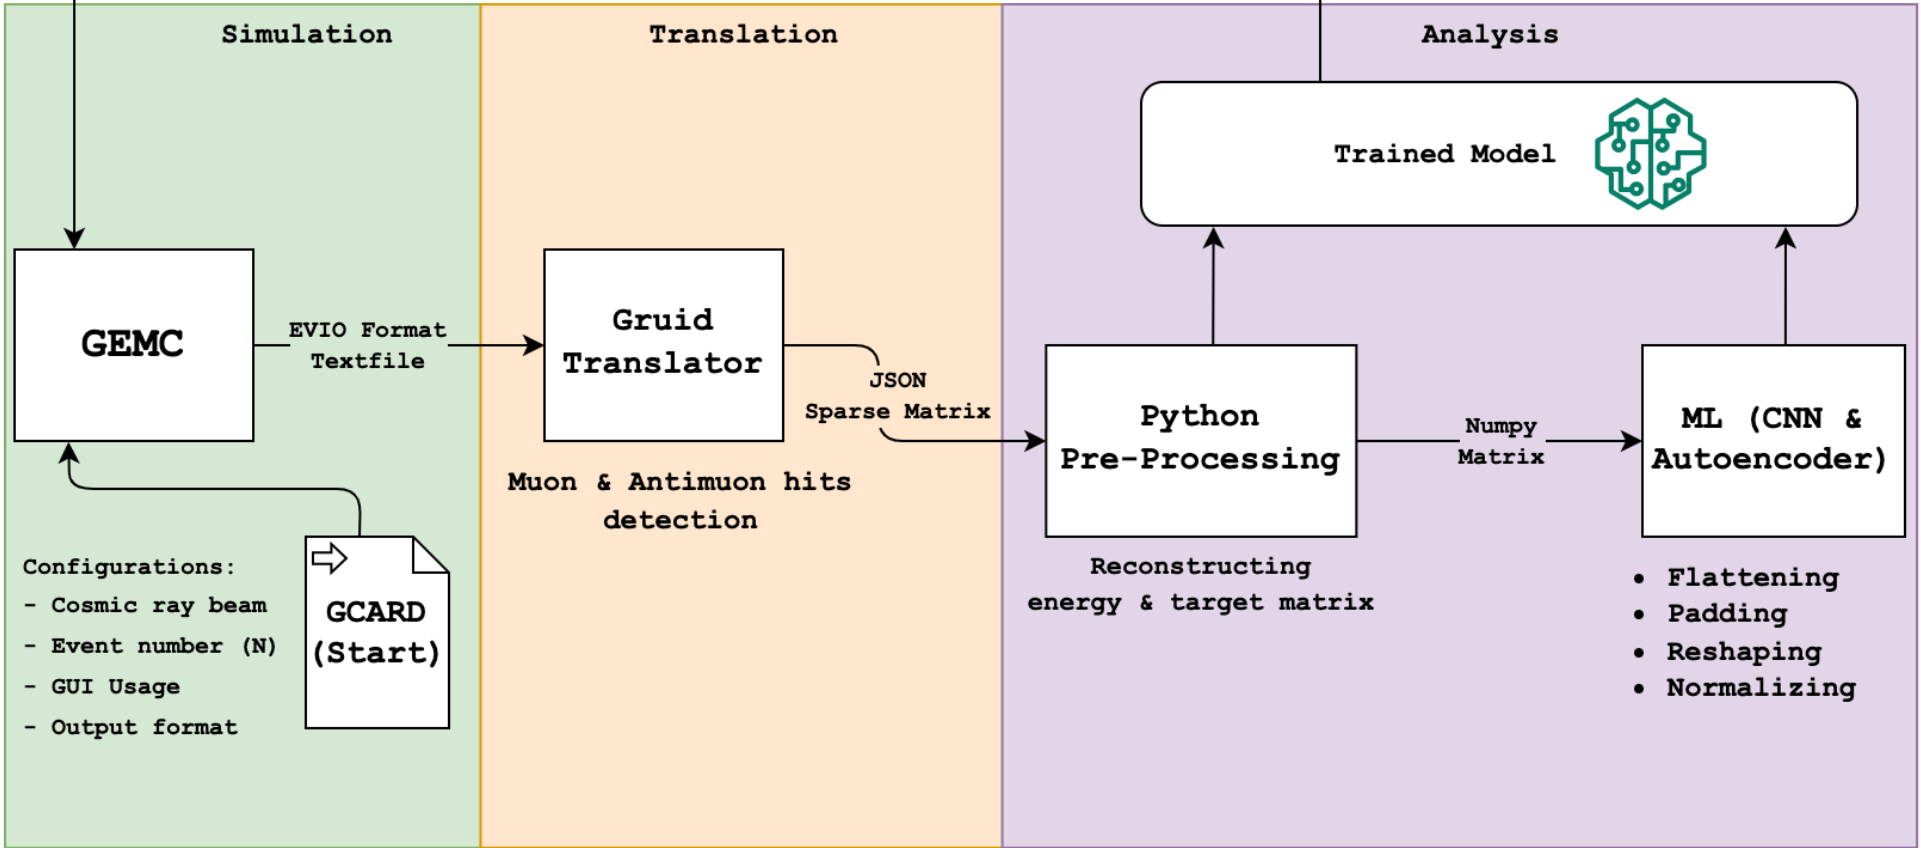 Simulation
Translation
Analysis
Trained Model
GEMC
EVIO Format
Textfile
Gruid
Translator
JSON
Sparse Matrix
Muon & Antimuon hits
detection
Python
Pre-Processing
Numpy
Matrix
ML (CNN &
Autoencoder)
Configurations:
- Cosmic ray beam
- Event number (N)
- GUI Usage
- Output format
GCARD
(Start)
Reconstructing
energy & target matrix
• Flattening
• Padding
• Reshaping
• Normalizing